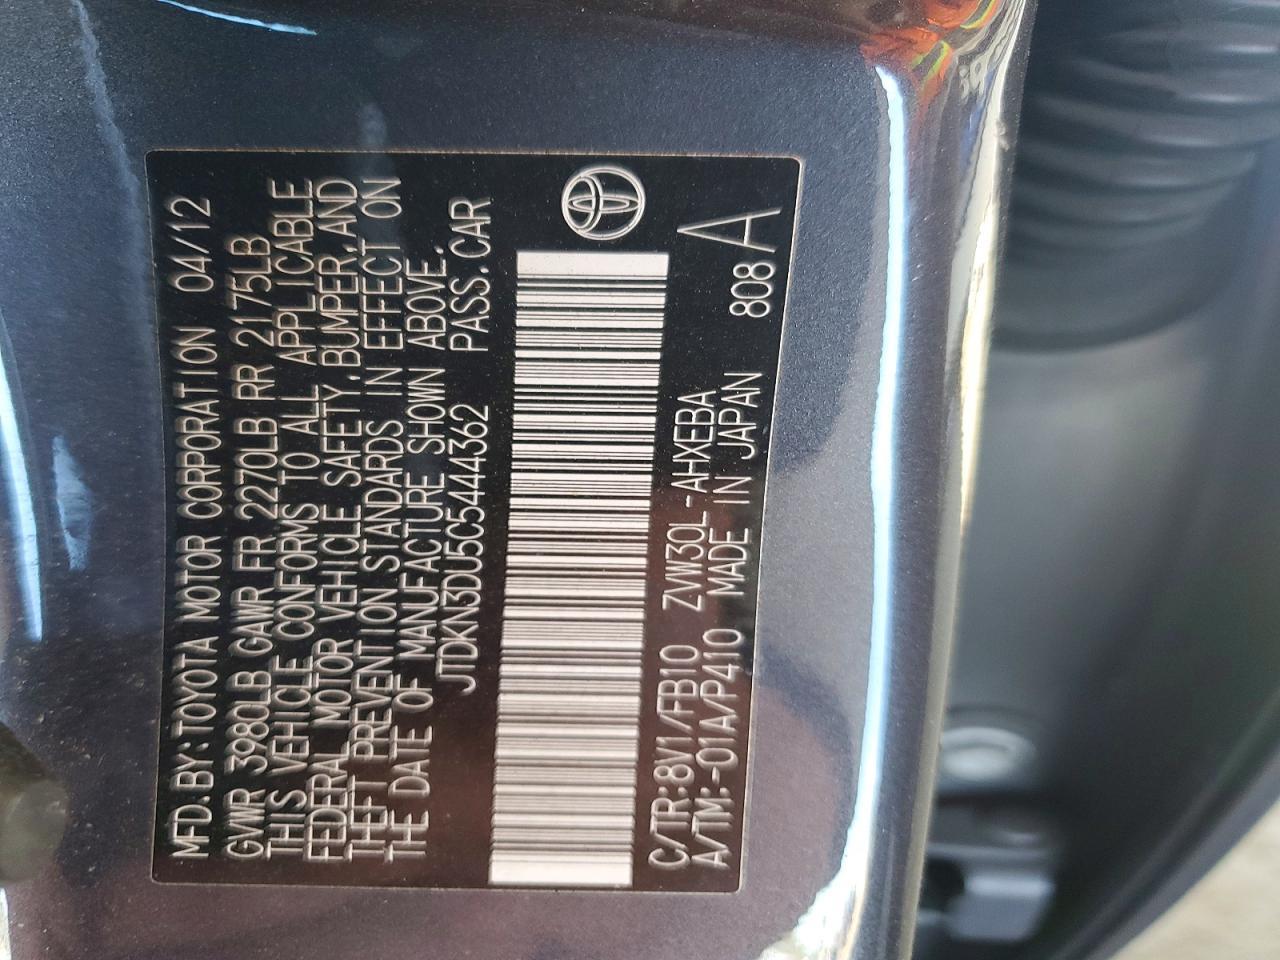 MFD.BY:TOYOTA MOTOR CORPORATION 04/12
GVWR 3980LB GAWR FR 2270LB RR 2175LB
THIS VEHICLE CONFORMS TO ALL APPLICABLE
FEDERAL MOTOR VEHICLE SAFETY,BUMPER,AND
THEFT PREVENTION STANDARDS IN EFFECT ON
THE DATE OF MANUFACTURE SHOWN ABOVE.
JTDKN3DU5C5444362 PASS.CAR
C/TR:8V1/FB10 ZVW30L-AHXEBA 808 A
A/TM:-01A/P410 MADE IN JAPAN